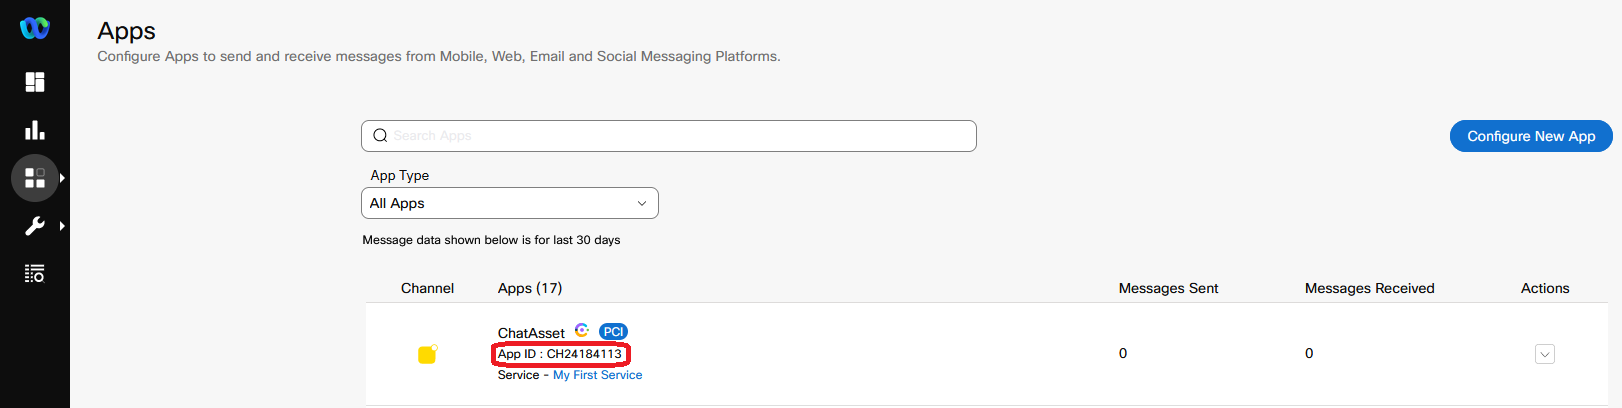 Apps
Configure Apps to send and receive messages from Mobile, Web, Email and Social Messaging Platforms.
Search Apps
Configure New App
App Type
All Apps
Message data shown below is for last 30 days
Channel Apps (17) Messages Sent Messages Received Actions
ChatAsset PCI
App ID : CH24184113
0 0
Service - My First Service